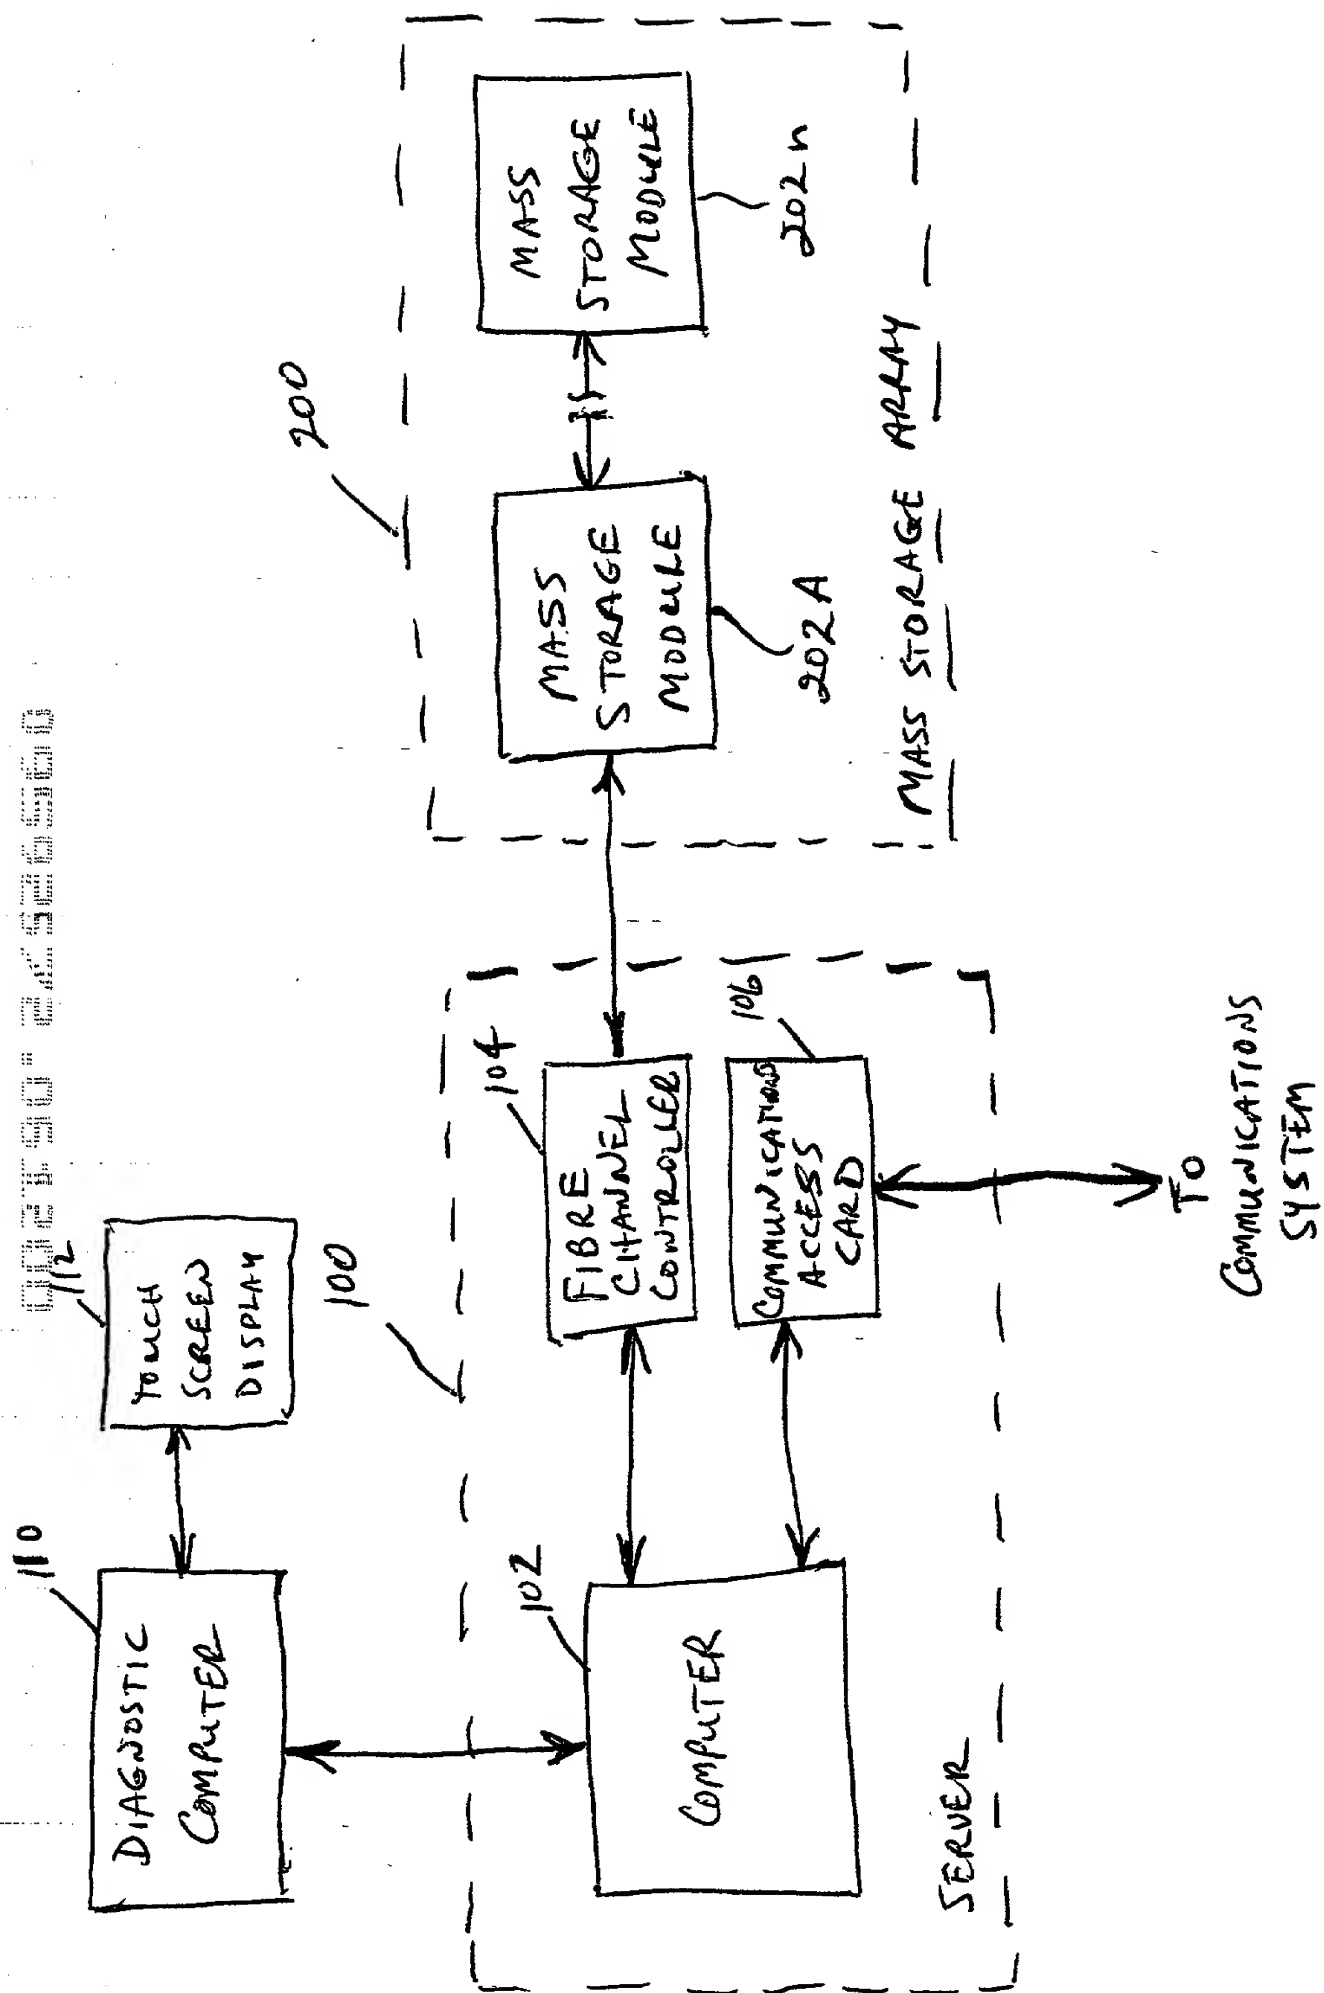 110
DIAGNOSTIC
COMPUTER
112
TOUCH
SCREEN
DISPLAY
100
102
COMPUTER
104
FIBRE
CHANNEL
CONTROLLER
106
COMMUNICATIONS
ACCESS
CARD
SERVER
TO
COMMUNICATIONS
SYSTEM
200
MASS
STORAGE
MODULE
202A
MASS
STORAGE
MODULE
202n
MASS STORAGE ARRAY